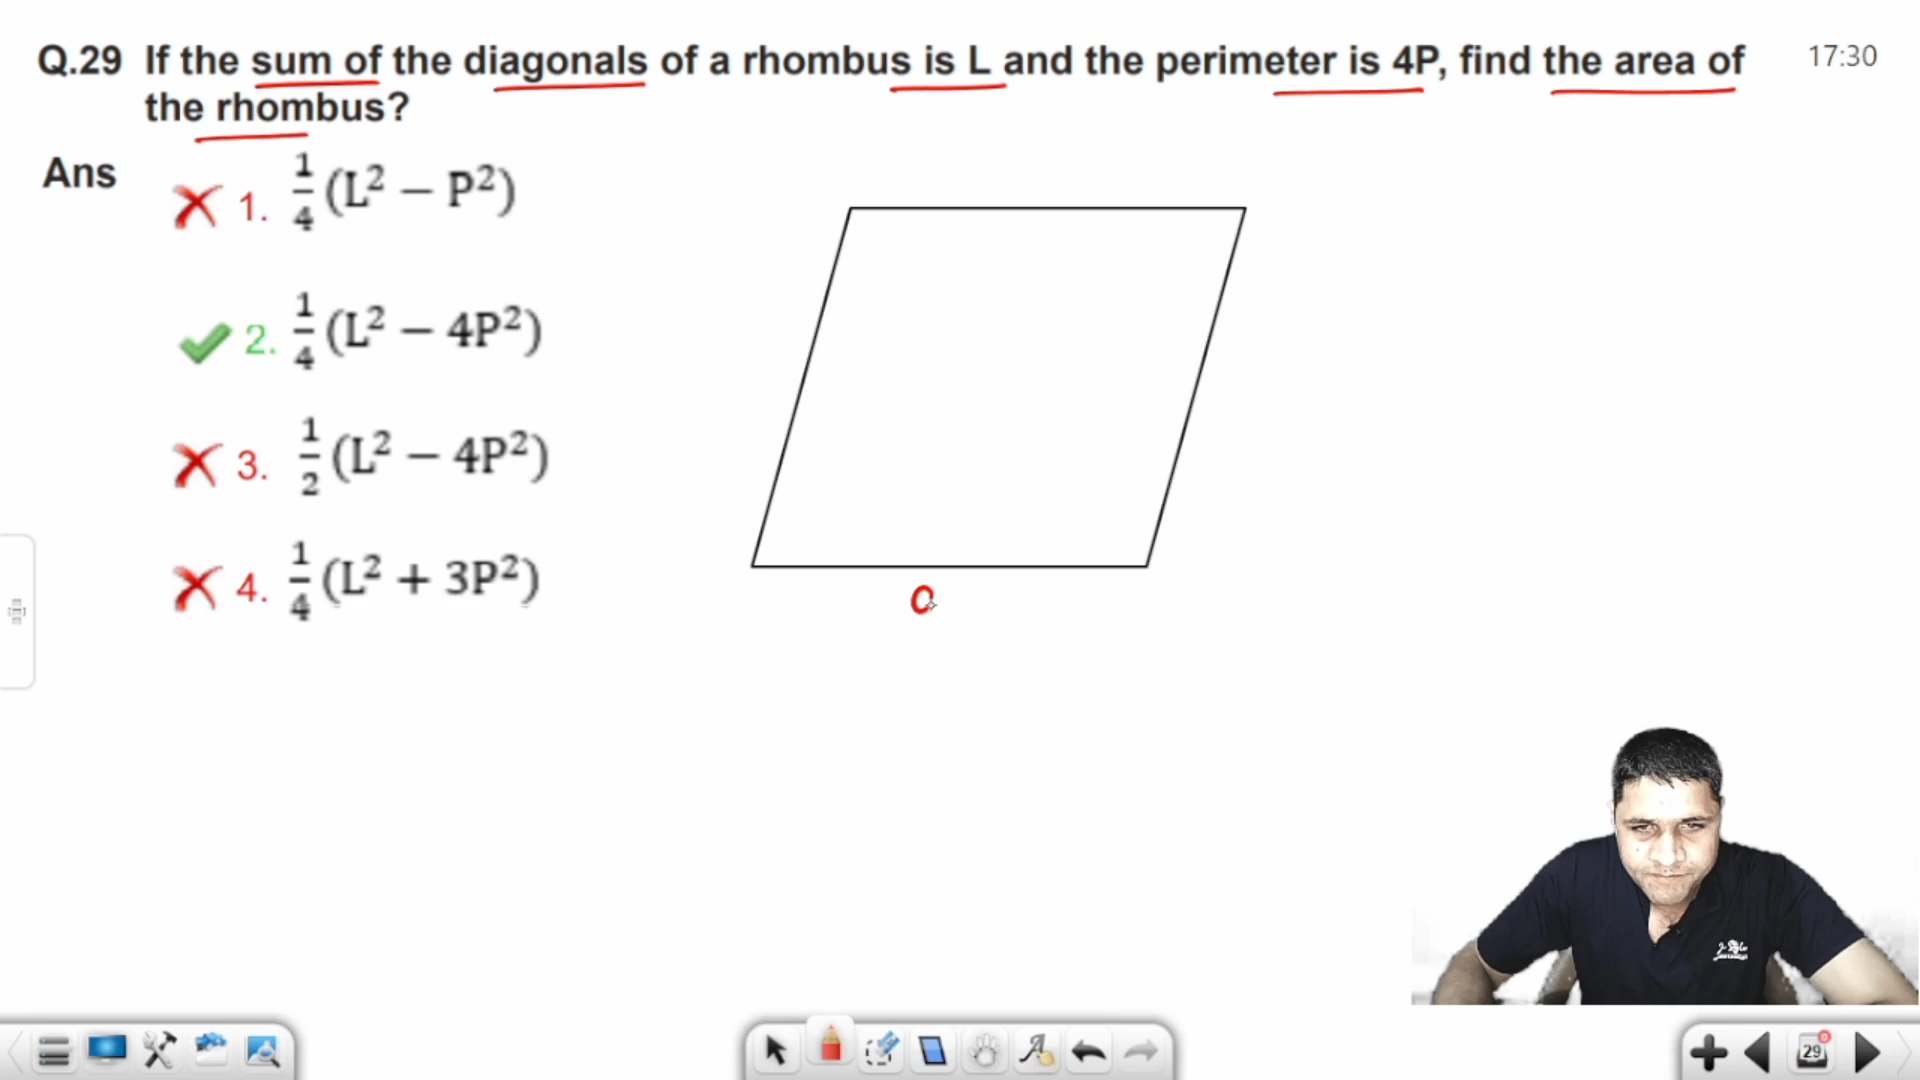 Q.29 If the sum of the diagonals of a rhombus is L and the perimeter is 4P, find the area of
17:30
the rhombus?
Ans
1. 1/4 (L² − P²)
2. 1/4 (L² − 4P²)
3. 1/2 (L² − 4P²)
4. 1/4 (L² + 3P²)
a
29